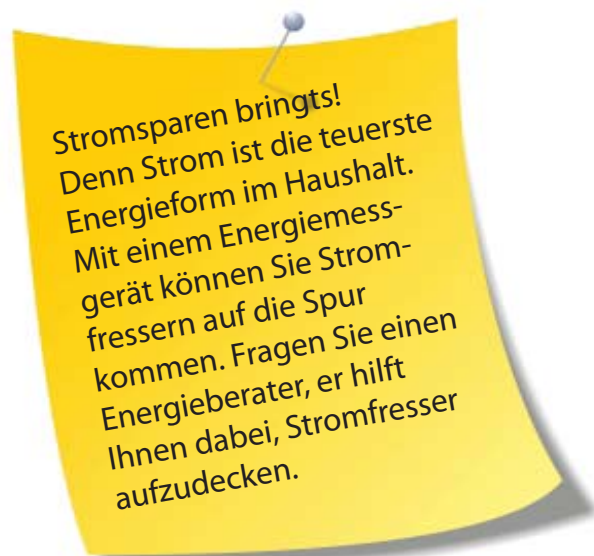 Stromsparen bringts!
Denn Strom ist die teuerste
Energieform im Haushalt.
Mit einem Energiemess-
gerät können Sie Strom-
fressern auf die Spur
kommen. Fragen Sie einen
Energieberater, er hilft
Ihnen dabei, Stromfresser
aufzudecken.